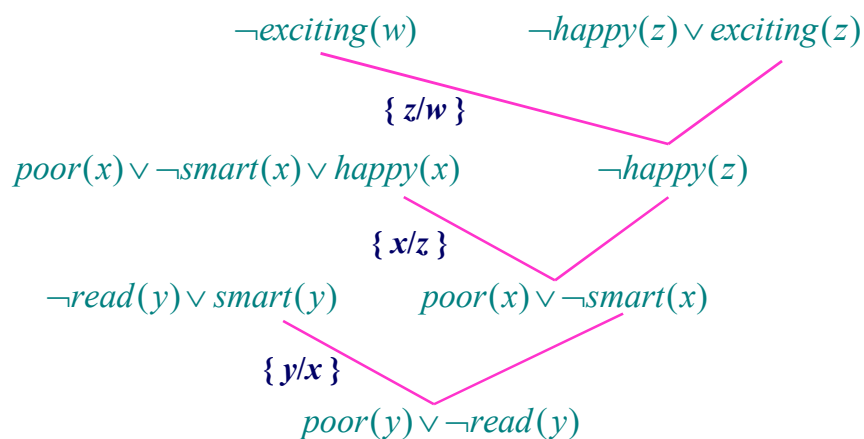 ¬exciting(w) ¬happy(z) ∨ exciting(z)
{ z/w }
poor(x) ∨ ¬smart(x) ∨ happy(x) ¬happy(z)
{ x/z }
¬read(y) ∨ smart(y) poor(x) ∨ ¬smart(x)
{ y/x }
poor(y) ∨ ¬read(y)